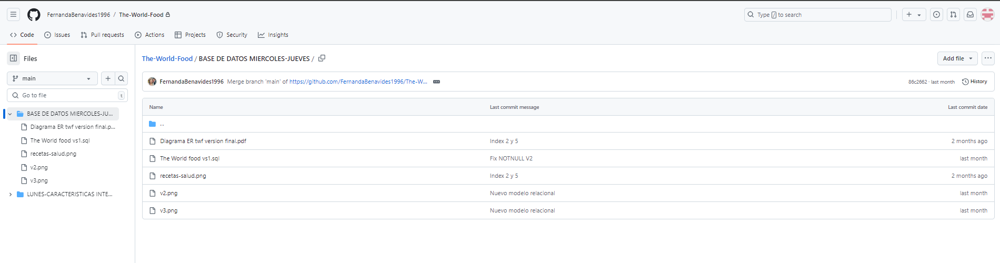 FernandaBenavides1996 / The-World-Food
Type / to search
Code Issues Pull requests Actions Projects Security Insights
Files
main
Go to file t
BASE DE DATOS MIERCOLES-JU...
Diagrama ER twf version final.p...
The World food vs1.sql
recetas-salud.png
v2.png
v3.png
LUNES-CARACTERISTICAS INTE...
The-World-Food / BASE DE DATOS MIERCOLES-JUEVES /
Add file
FernandaBenavides1996 Merge branch 'main' of https://github.com/FernandaBenavides1996/The-W...
86c2662 · last month History
Name Last commit message Last commit date
..
Diagrama ER twf version final.pdf Index 2 y 5 2 months ago
The World food vs1.sql Fix NOTNULL V2 last month
recetas-salud.png Index 2 y 5 2 months ago
v2.png Nuevo modelo relacional last month
v3.png Nuevo modelo relacional last month